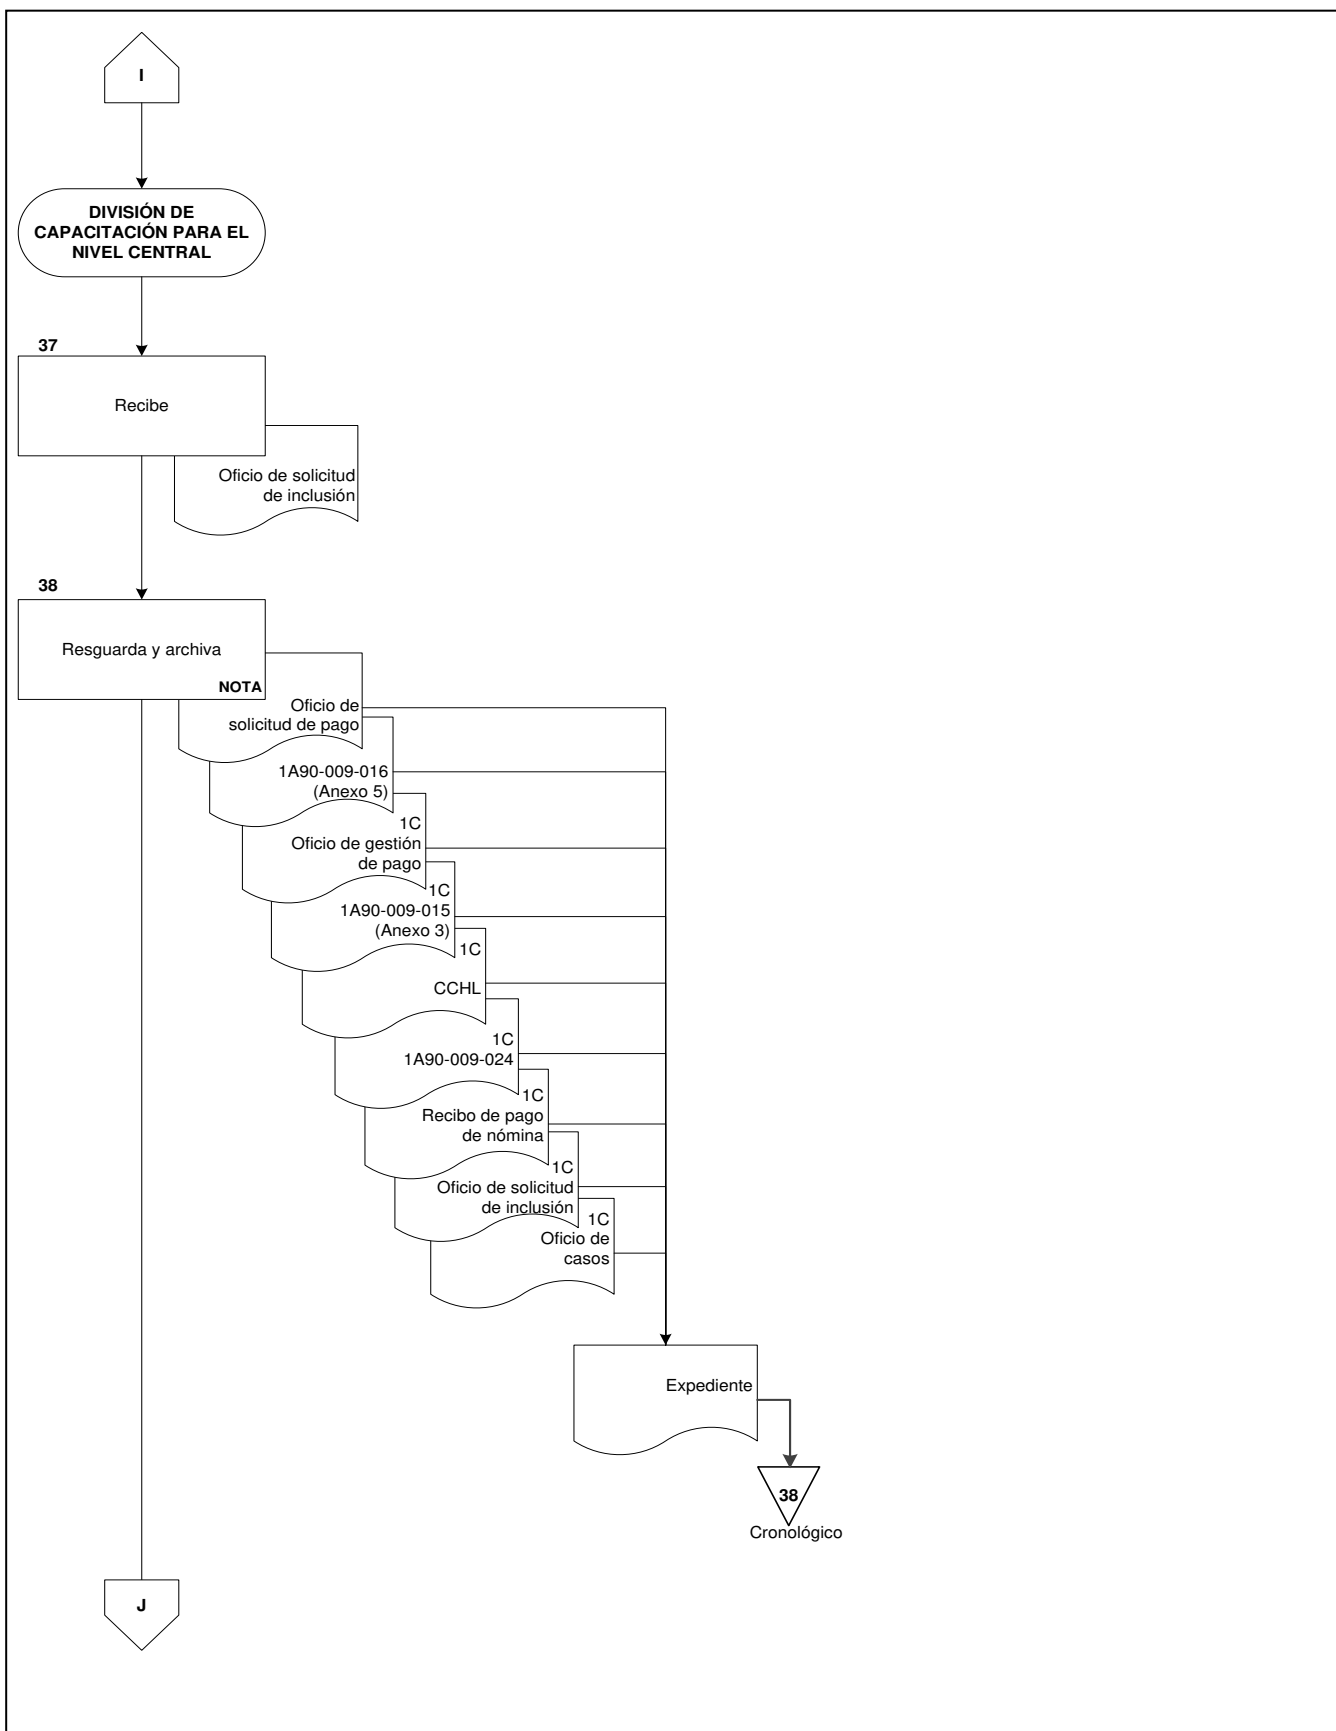 I
DIVISIÓN DE
CAPACITACIÓN PARA EL
NIVEL CENTRAL
37
Recibe
Oficio de solicitud
de inclusión
38
Resguarda y archiva
NOTA
Oficio de
solicitud de pago
1A90-009-016
(Anexo 5)
1C
Oficio de gestión
de pago
1C
1A90-009-015
(Anexo 3)
1C
CCHL
1C
1A90-009-024
1C
Recibo de pago
de nómina
1C
Oficio de solicitud
de inclusión
1C
Oficio de
casos
Expediente
38
Cronológico
J